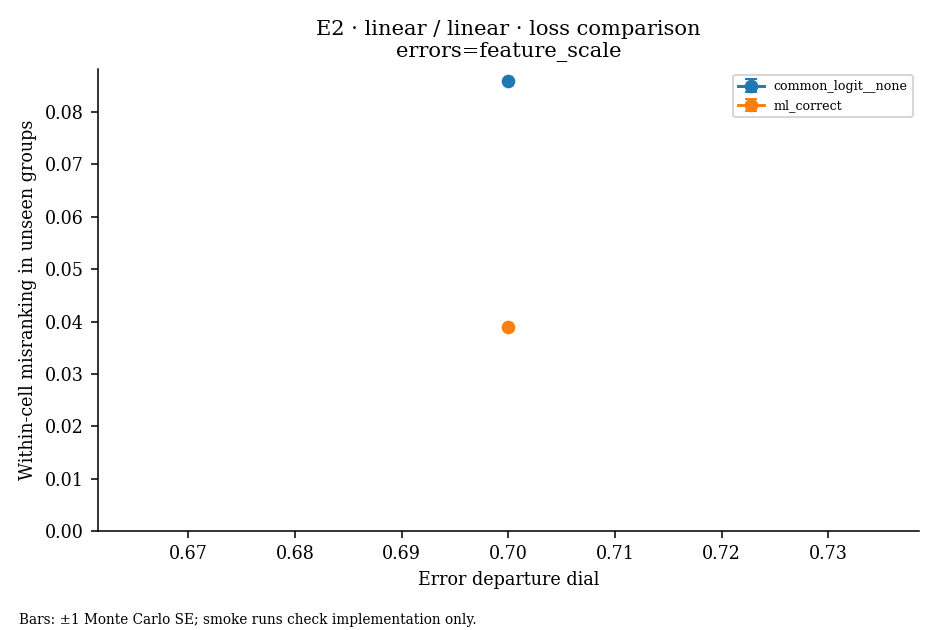 E2 · linear / linear · loss comparison
errors=feature_scale
common_logit__none
ml_correct
Within-cell misranking in unseen groups
0.08
0.07
0.06
0.05
0.04
0.03
0.02
0.01
0.00
0.67 0.68 0.69 0.70 0.71 0.72 0.73
Error departure dial
Bars: ±1 Monte Carlo SE; smoke runs check implementation only.